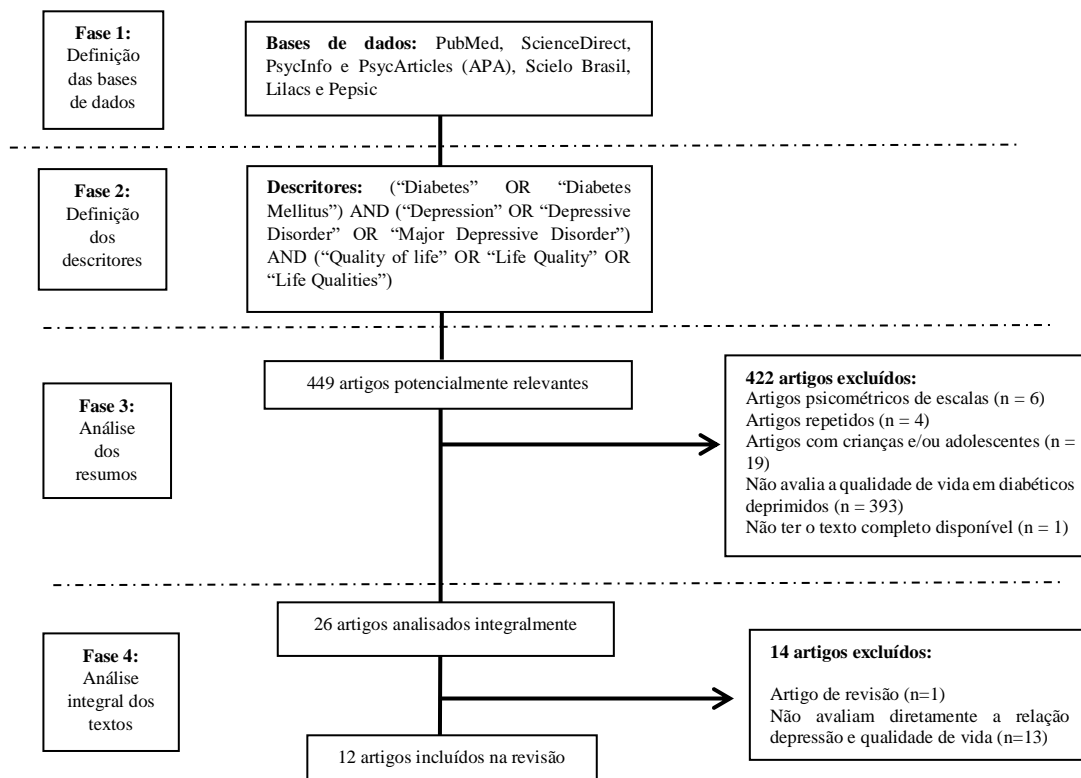 Fase 1:
Definição
das bases
de dados
Bases de dados: PubMed, ScienceDirect,
PsycInfo e PsycArticles (APA), Scielo Brasil,
Lilacs e Pepsic
Fase 2:
Definição
dos
descritores
Descritores: (“Diabetes” OR “Diabetes
Mellitus”) AND (“Depression” OR “Depressive
Disorder” OR “Major Depressive Disorder”)
AND (“Quality of life” OR “Life Quality” OR
“Life Qualities”)
Fase 3:
Análise
dos
resumos
449 artigos potencialmente relevantes
422 artigos excluídos:
Artigos psicométricos de escalas (n = 6)
Artigos repetidos (n = 4)
Artigos com crianças e/ou adolescentes (n =
19)
Não avalia a qualidade de vida em diabéticos
deprimidos (n = 393)
Não ter o texto completo disponível (n = 1)
Fase 4:
Análise
integral dos
textos
26 artigos analisados integralmente
14 artigos excluídos:
Artigo de revisão (n=1)
Não avaliam diretamente a relação
depressão e qualidade de vida (n=13)
12 artigos incluídos na revisão